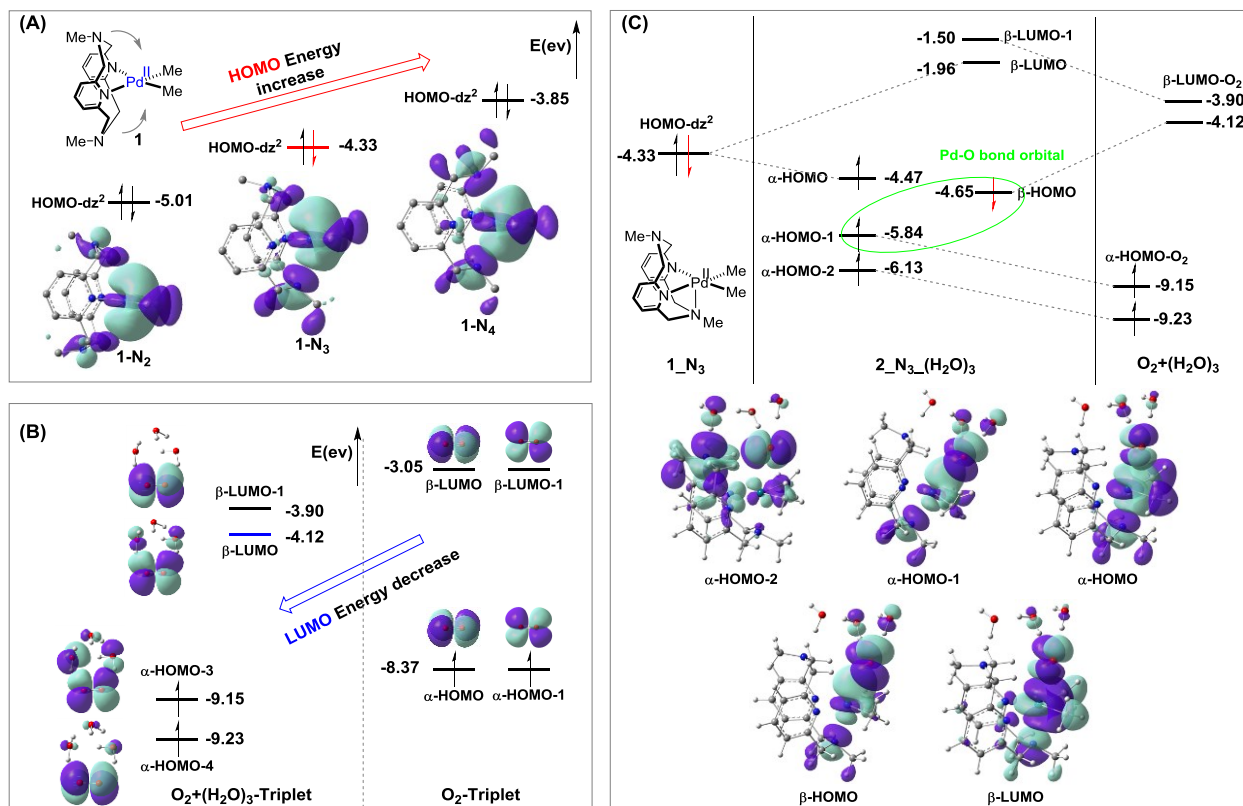 (A)
Me-N
N
Pd
II
Me
Me
N
Me-N
1
HOMO Energy
increase
E(ev)
HOMO-dz2
-3.85
HOMO-dz2
-4.33
HOMO-dz2
-5.01
1-N4
1-N3
1-N2
(B)
E(ev)
β-LUMO-1
-3.90
β-LUMO
-4.12
-3.05
β-LUMO
β-LUMO-1
LUMO Energy decrease
α-HOMO-3
-9.15
-9.23
α-HOMO-4
-8.37
α-HOMO
α-HOMO-1
O2+(H2O)3-Triplet
O2-Triplet
(C)
-1.50
β-LUMO-1
-1.96
β-LUMO
β-LUMO-O2
-3.90
-4.12
HOMO-dz2
-4.33
Pd-O bond orbital
α-HOMO
-4.47
-4.65
β-HOMO
α-HOMO-1
-5.84
α-HOMO-2
-6.13
α-HOMO-O2
-9.15
-9.23
Me-N
N
Pd
II
Me
Me
N
N
Me
1_N3
2_N3_(H2O)3
O2+(H2O)3
α-HOMO-2
α-HOMO-1
α-HOMO
β-HOMO
β-LUMO